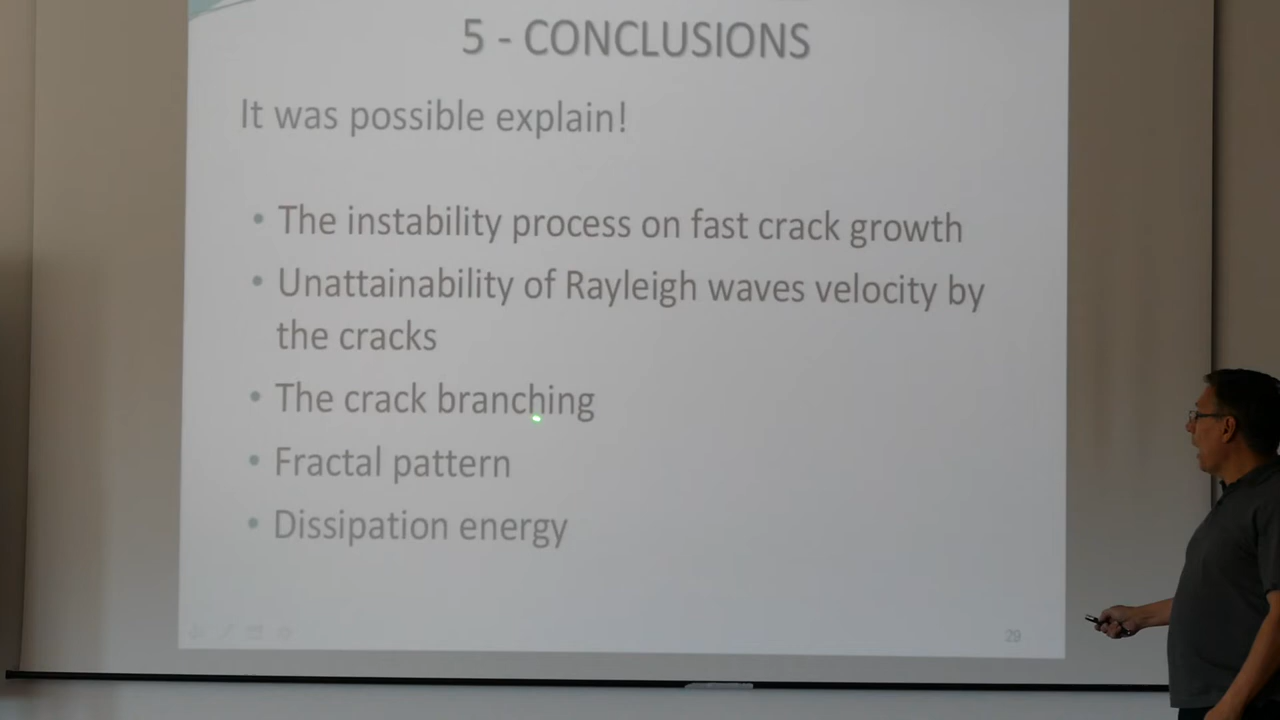 5 - CONCLUSIONS
It was possible explain!
• The instability process on fast crack growth
• Unattainability of Rayleigh waves velocity by
the cracks
• The crack branching
• Fractal pattern
• Dissipation energy
29